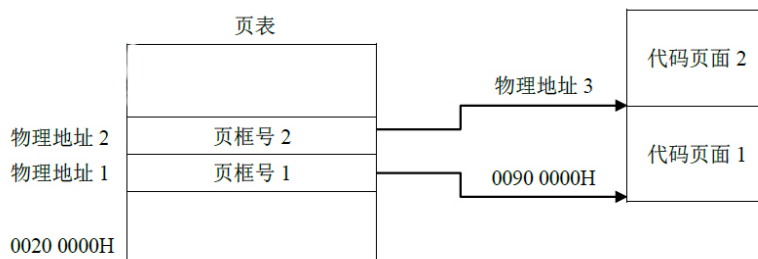 页表
代码页面 2
物理地址 3
物理地址 2
页框号 2
物理地址 1
页框号 1
0090 0000H
代码页面 1
0020 0000H